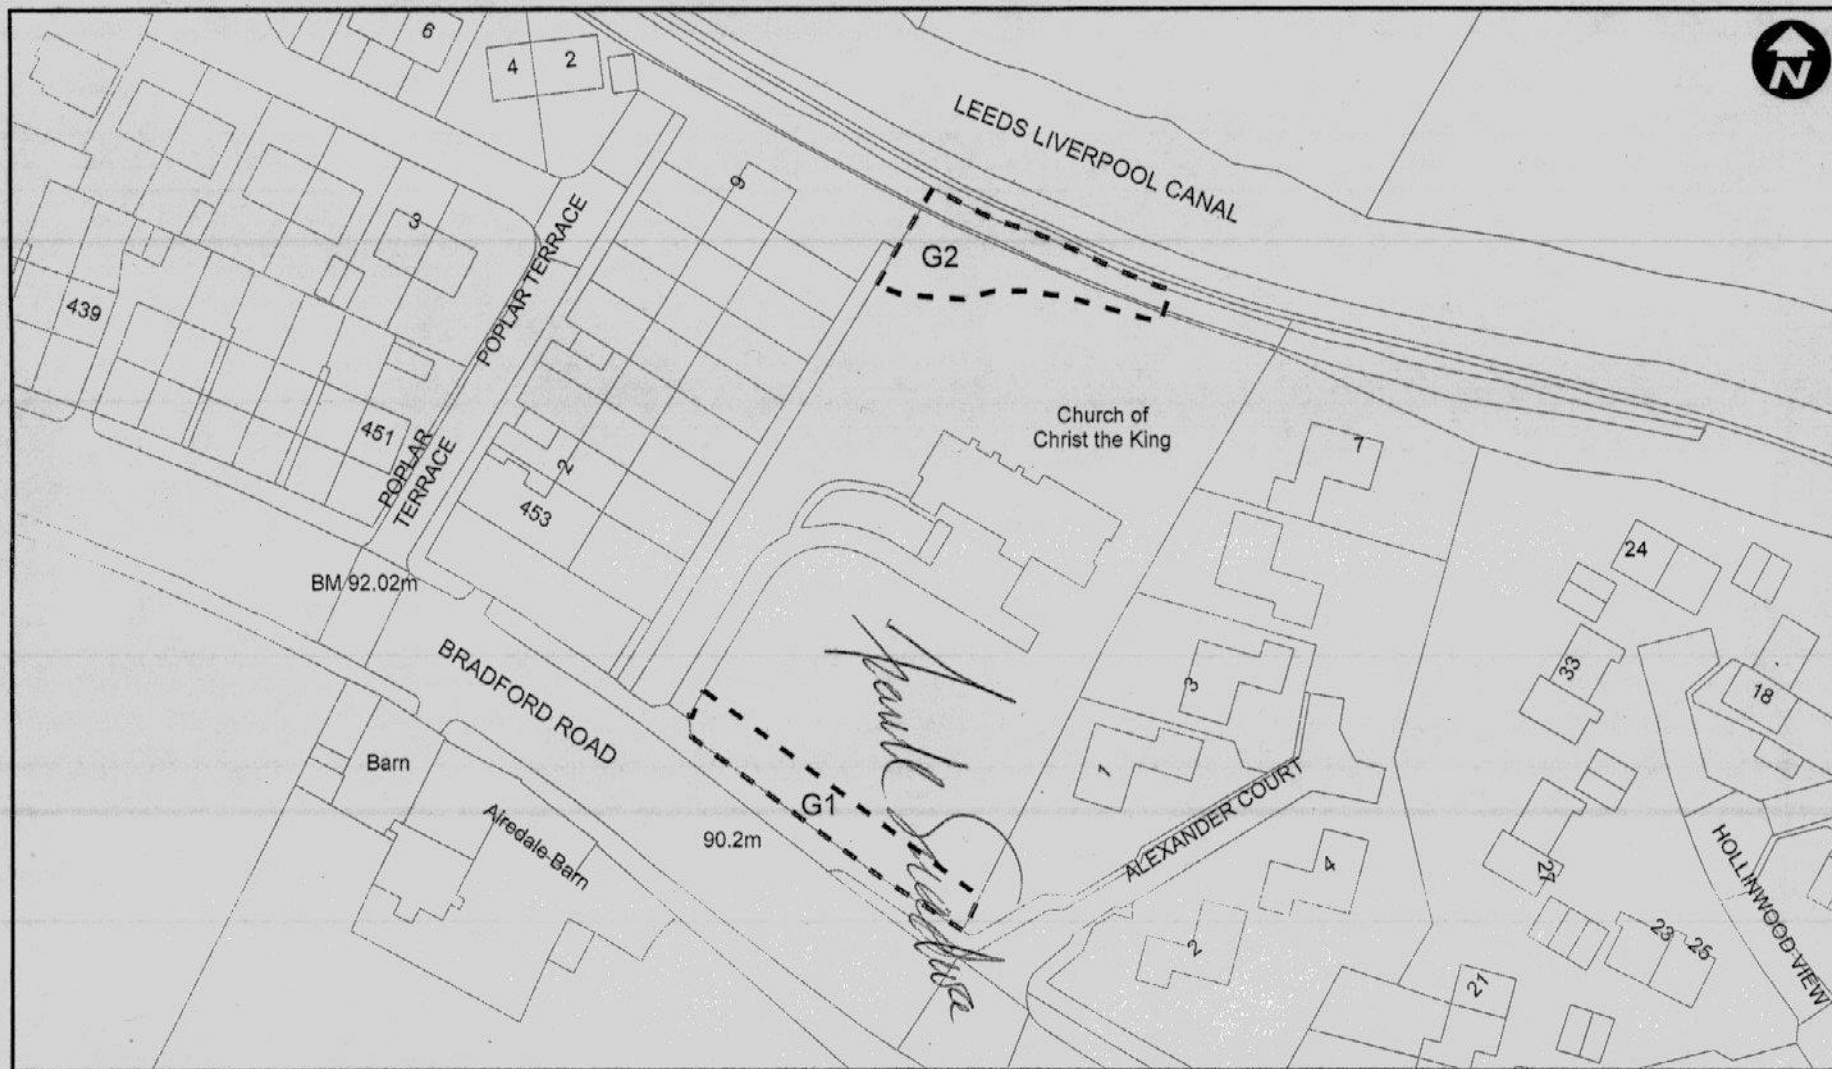 6
4
2
N
LEEDS LIVERPOOL CANAL
9
G2
3
POPLAR TERRACE
439
Church of
Christ the King
7
451
POPLAR
TERRACE
2
453
24
BM 92.02m
33
3
18
BRADFORD ROAD
Barn
1
G1
ALEXANDER COURT
Airedale Barn
90.2m
4
27
HOLLINWOOD VIEW
2
23
25
21